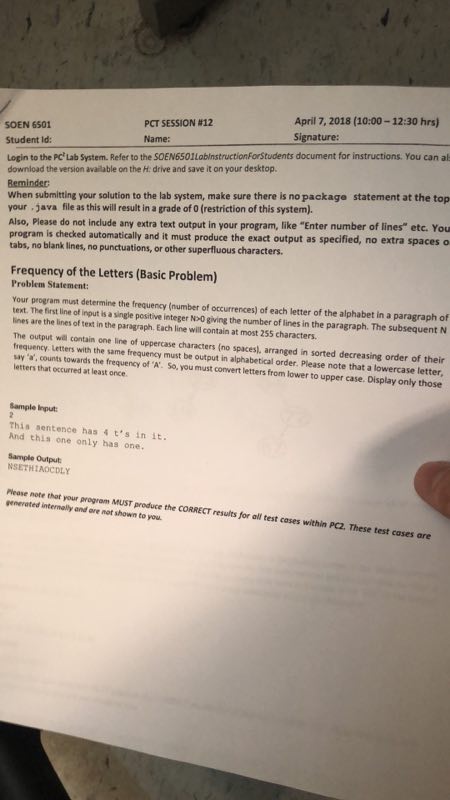 SOEN 6501 PCT SESSION #12 April 7, 2018 (10:00 – 12:30 hrs)
Student Id: Name: Signature:
Login to the PC² Lab System. Refer to the SOEN6501LabInstructionForStudents document for instructions. You can al
download the version available on the H: drive and save it on your desktop.
Reminder:
When submitting your solution to the lab system, make sure there is no package statement at the top
your .java file as this will result in a grade of 0 (restriction of this system).
Also, Please do not include any extra text output in your program, like "Enter number of lines" etc. You
program is checked automatically and it must produce the exact output as specified, no extra spaces o
tabs, no blank lines, no punctuations, or other superfluous characters.
Frequency of the Letters (Basic Problem)
Problem Statement:
Your program must determine the frequency (number of occurrences) of each letter of the alphabet in a paragraph of
text. The first line of input is a single positive integer N>0 giving the number of lines in the paragraph. The subsequent N
lines are the lines of text in the paragraph. Each line will contain at most 255 characters.
The output will contain one line of uppercase characters (no spaces), arranged in sorted decreasing order of their
frequency. Letters with the same frequency must be output in alphabetical order. Please note that a lowercase letter,
say 'a', counts towards the frequency of 'A'. So, you must convert letters from lower to upper case. Display only those
letters that occurred at least once.
Sample Input:
2
This sentence has 4 t's in it.
And this one only has one.
Sample Output:
NSETHIAOCDLY
Please note that your program MUST produce the CORRECT results for all test cases within PC2. These test cases are
generated internally and are not shown to you.